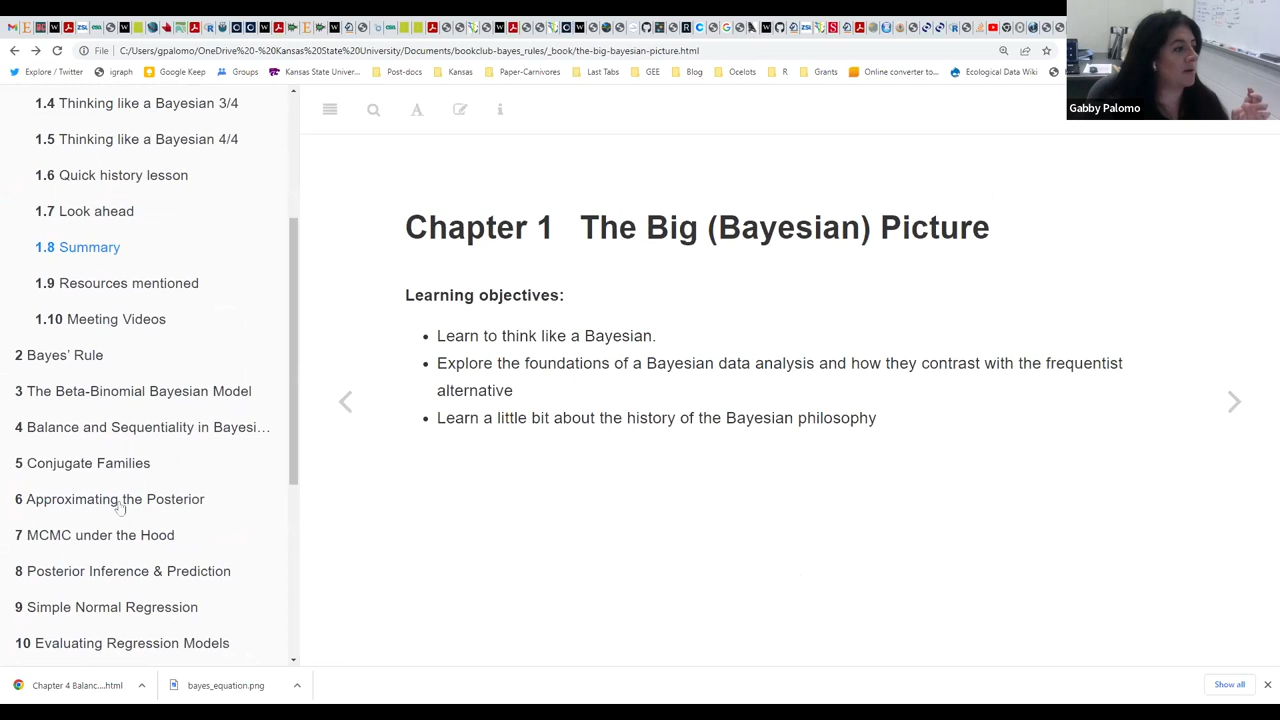 File
C:/Users/gpalomo/OneDrive%20-%20Kansas%20State%20University/Documents/bookclub-bayes_rules/_book/the-big-bayesian-picture.html
Explore / Twitter
igraph
Google Keep
Groups
Kansas State Univer...
Post-docs
Kansas
Paper-Carnivores
Last Tabs
GEE
Blog
Ocelots
R
Grants
Online converter to...
Ecological Data Wiki
Gabby Palomo
1.4 Thinking like a Bayesian 3/4
1.5 Thinking like a Bayesian 4/4
1.6 Quick history lesson
1.7 Look ahead
1.8 Summary
1.9 Resources mentioned
1.10 Meeting Videos
2 Bayes’ Rule
3 The Beta-Binomial Bayesian Model
4 Balance and Sequentiality in Bayesi…
5 Conjugate Families
6 Approximating the Posterior
7 MCMC under the Hood
8 Posterior Inference & Prediction
9 Simple Normal Regression
10 Evaluating Regression Models
Chapter 1 The Big (Bayesian) Picture
Learning objectives:
• Learn to think like a Bayesian.
• Explore the foundations of a Bayesian data analysis and how they contrast with the frequentist
alternative
• Learn a little bit about the history of the Bayesian philosophy
Chapter 4 Balanc....html
bayes_equation.png
Show all